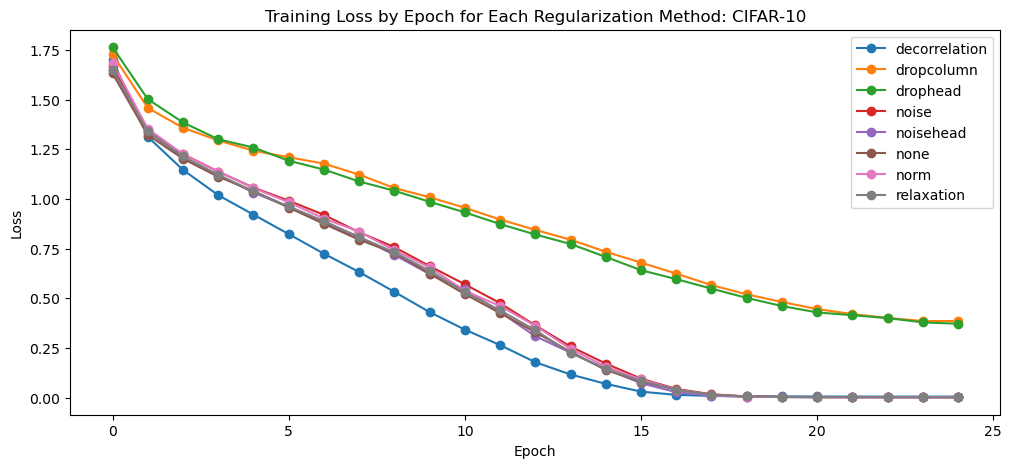 Training Loss by Epoch for Each Regularization Method: CIFAR-10
Loss
1.75
1.50
1.25
1.00
0.75
0.50
0.25
0.00
decorrelation
dropcolumn
drophead
noise
noisehead
none
norm
relaxation
0
5
10
15
20
25
Epoch